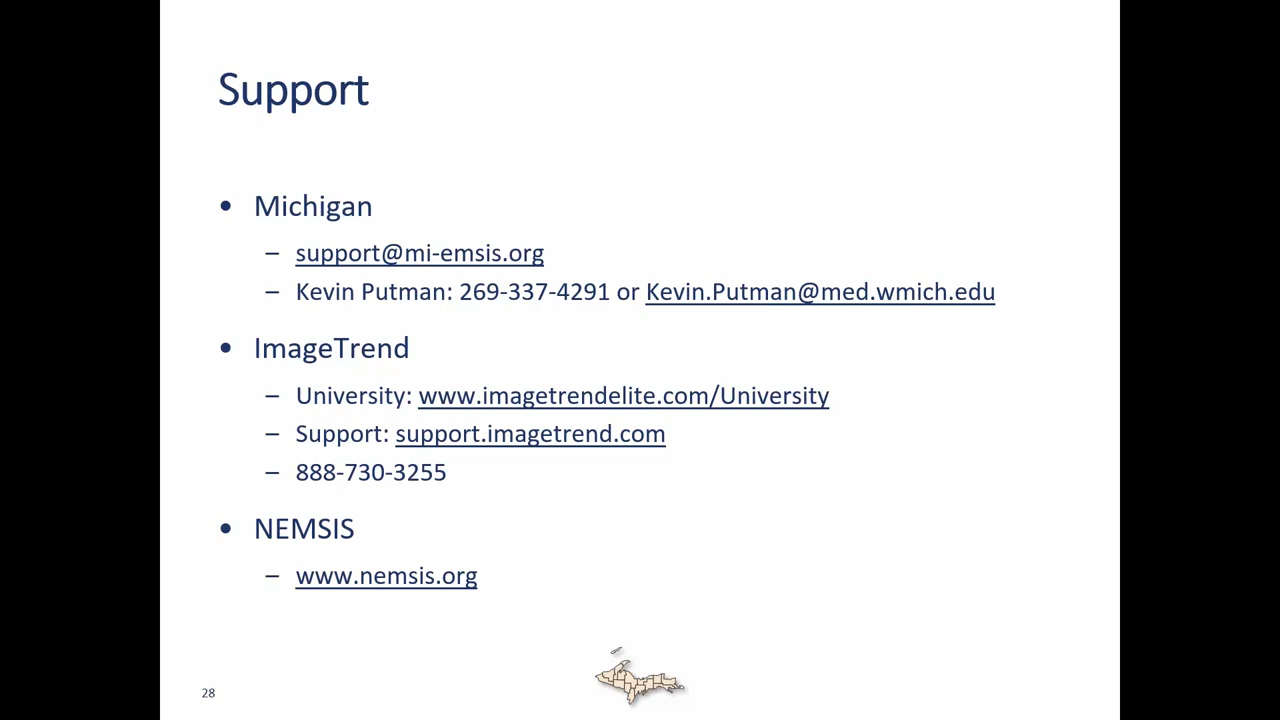 Support
• Michigan
– support@mi-emsis.org
– Kevin Putman: 269-337-4291 or Kevin.Putman@med.wmich.edu
• ImageTrend
– University: www.imagetrendelite.com/University
– Support: support.imagetrend.com
– 888-730-3255
• NEMSIS
– www.nemsis.org
28